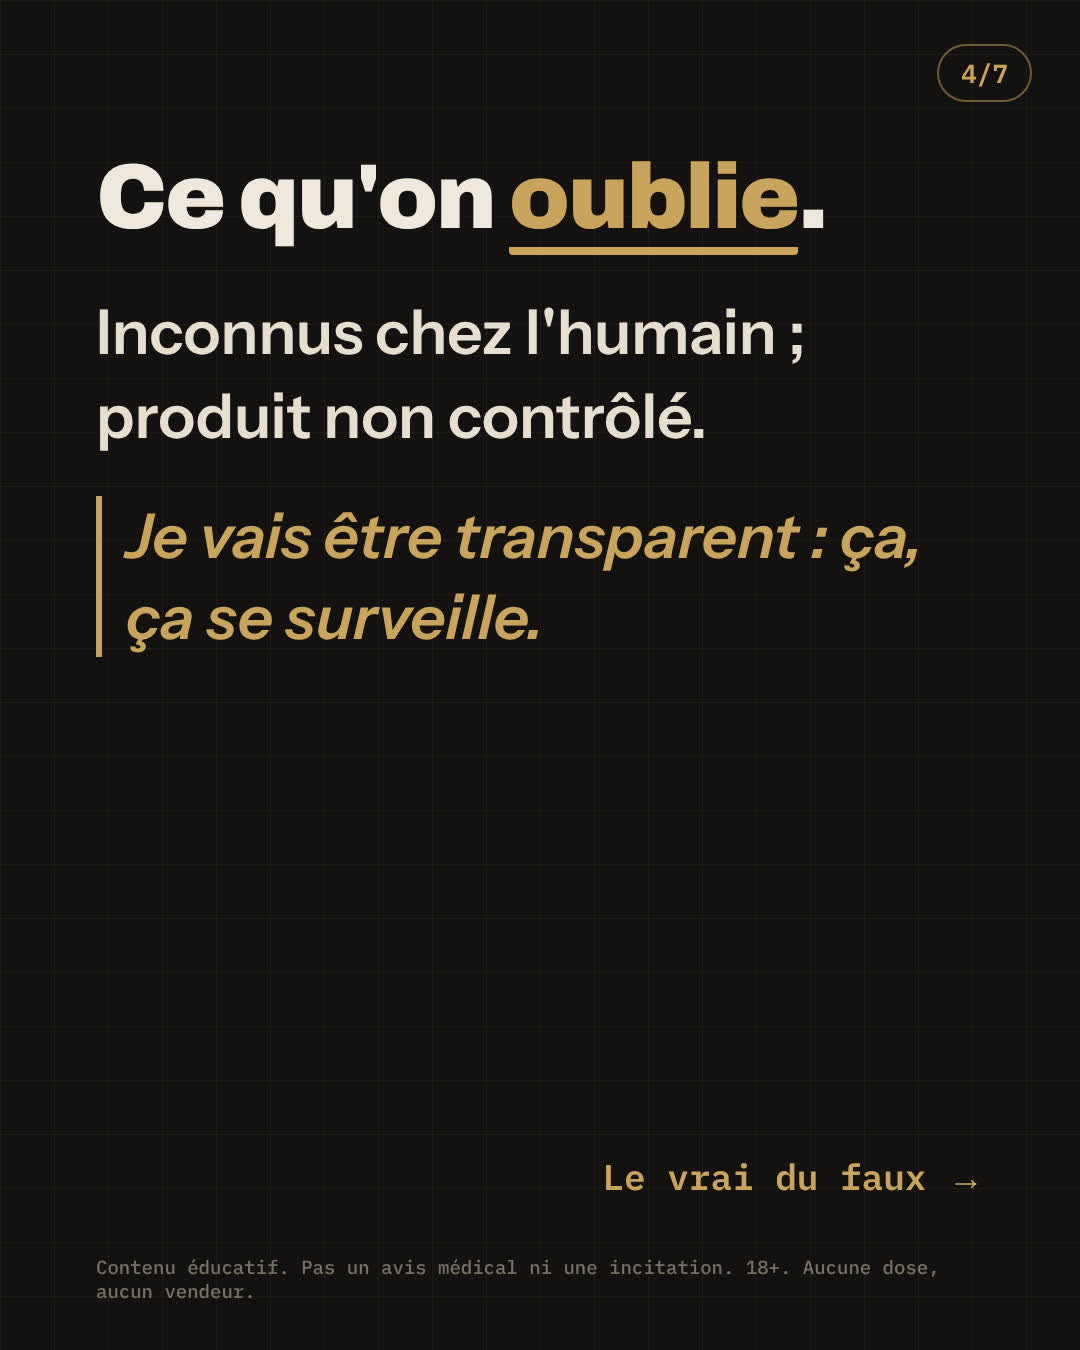 4/7
Ce qu'on oublie.
Inconnus chez l'humain ;
produit non contrôlé.
Je vais être transparent : ça,
ça se surveille.
Le vrai du faux →
Contenu éducatif. Pas un avis médical ni une incitation. 18+. Aucune dose,
aucun vendeur.